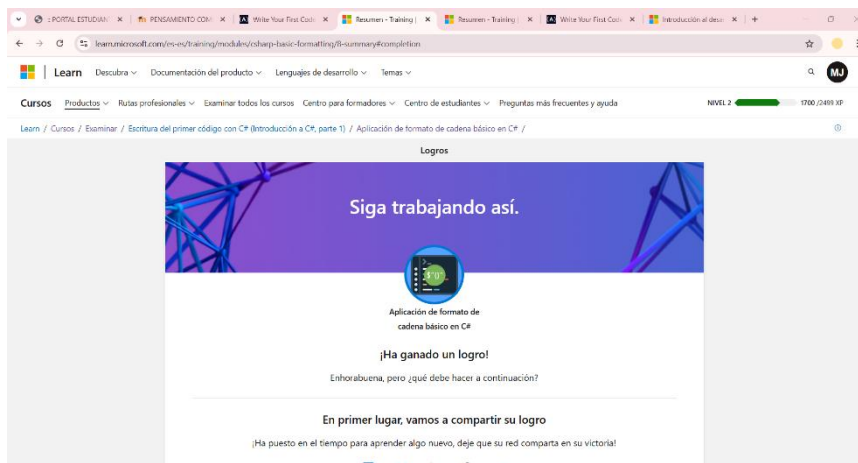 : PORTAL ESTUDIAN
PENSAMIENTO COM
Write Your First Code
Resumen - Training |
Resumen - Training |
Write Your First Code
Introducción al desar
learn.microsoft.com/es-es/training/modules/csharp-basic-formatting/8-summary#completion
Learn Descubra Documentación del producto Lenguajes de desarrollo Temas
MJ
Cursos Productos Rutas profesionales Examinar todos los cursos Centro para formadores Centro de estudiantes Preguntas más frecuentes y ayuda
NIVEL 2 1700 /2499 XP
Learn / Cursos / Examinar / Escritura del primer código con C# (Introducción a C#, parte 1) / Aplicación de formato de cadena básico en C# /
Logros
Siga trabajando así.
$"0"
Aplicación de formato de
cadena básico en C#
¡Ha ganado un logro!
Enhorabuena, pero ¿qué debe hacer a continuación?
En primer lugar, vamos a compartir su logro
¡Ha puesto en el tiempo para aprender algo nuevo, deje que su red comparta en su victoria!